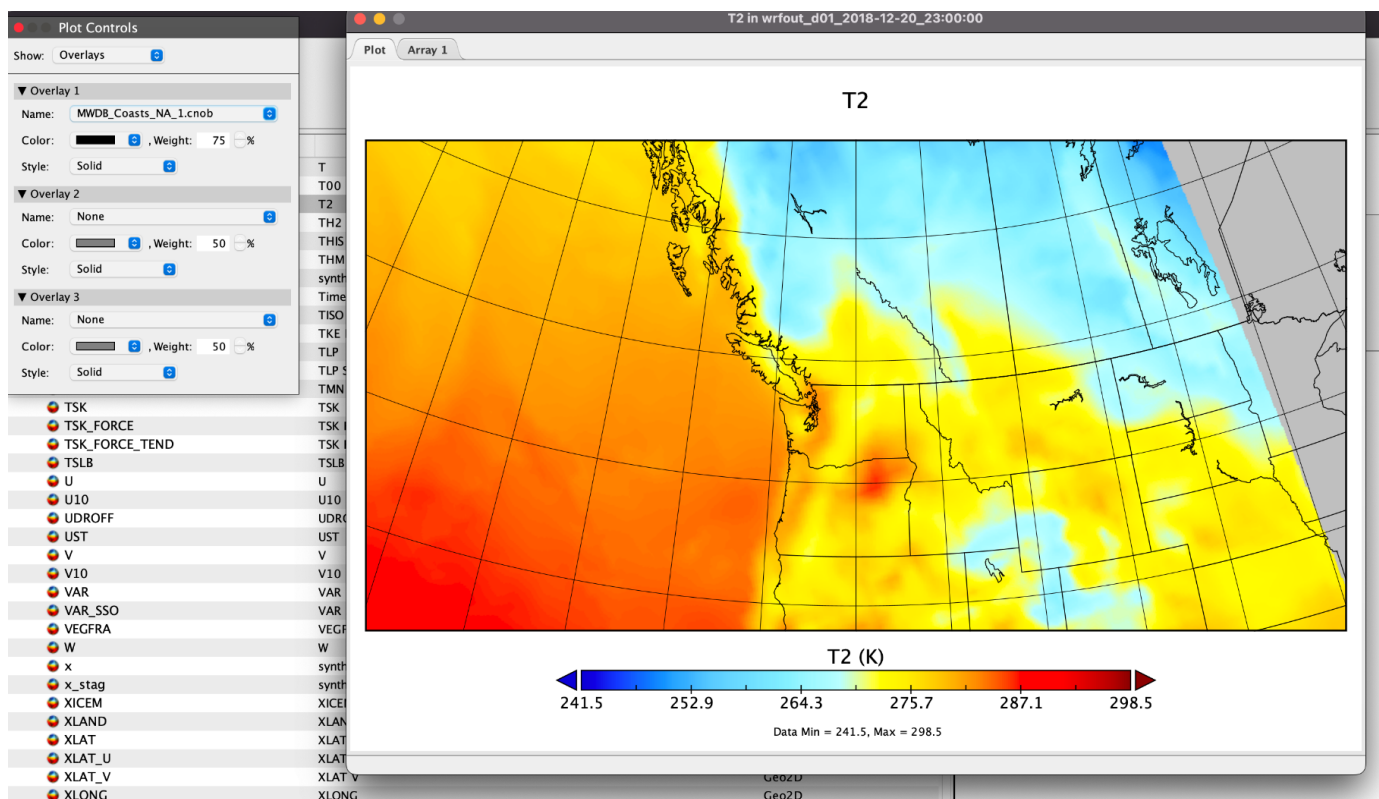 Plot Controls
Show: Overlays
▼ Overlay 1
Name: MWDB_Coasts_NA_1.cnob
Color: , Weight: 75 %
Style: Solid
▼ Overlay 2
Name: None
Color: , Weight: 50 %
Style: Solid
▼ Overlay 3
Name: None
Color: , Weight: 50 %
Style: Solid
T
T00
T2
TH2
THIS
THM
synth
Time
TISO
TKE
TLP
TLP S
TMN
TSK TSK
TSK_FORCE TSK
TSK_FORCE_TEND TSK
TSLB TSLB
U U
U10 U10
UDROFF
UST UST
V V
V10 V10
VAR VAR
VAR_SSO VAR
VEGFRA VEGF
W W
x synth
x_stag synth
XICEM XICE
XLAND XLAN
XLAT XLAT
XLAT_U XLAT
XLAT_V XLAT V Geo2D
XLONG XLONG Geo2D
T2 in wrfout_d01_2018-12-20_23:00:00
Plot Array 1
T2
T2 (K)
241.5 252.9 264.3 275.7 287.1 298.5
Data Min = 241.5, Max = 298.5